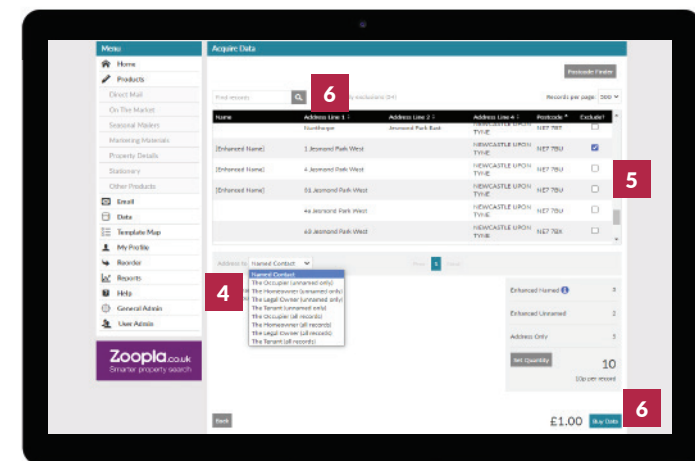 Menu
Acquire Data
Home
Products
Direct Mail
On The Market
Seasonal Mailers
Marketing Materials
Property Details
Stationery
Other Products
Email
Data
Template Map
My Profile
Reorder
Reports
Help
General Admin
User Admin
Zoopla.co.uk
Smarter property search
Postcode Finder
Find records
6
exclusions (24)
Records per page: 500
Name Address Line 1 Address Line 2 Address Line 4 Postcode Exclude?
Jesmond Park East NEWCASTLE UPON TYNE
[Enhanced Name] 1 Jesmond Park West NEWCASTLE UPON TYNE NE7 7BU
[Enhanced Name] Jesmond Park West NEWCASTLE UPON TYNE NE7 7BU
[Enhanced Name] Jesmond Park West NEWCASTLE UPON TYNE NE7 7BU
Jesmond Park West NEWCASTLE UPON TYNE NE7 7BU
Jesmond Park West NEWCASTLE UPON TYNE
5
Address to Named Contact
1
Named Contact
The Occupier (unnamed only)
The Homeowner (unnamed only)
The Legal Owner (unnamed only)
The Tenant (unnamed only)
The Occupier (all records)
The Homeowner (all records)
The Legal Owner (all records)
The Tenant (all records)
4
Enhanced Named 3
Enhanced Unnamed 2
Address Only 5
Set Quantity 10
10p per record
Back
£1.00 Buy Data
6